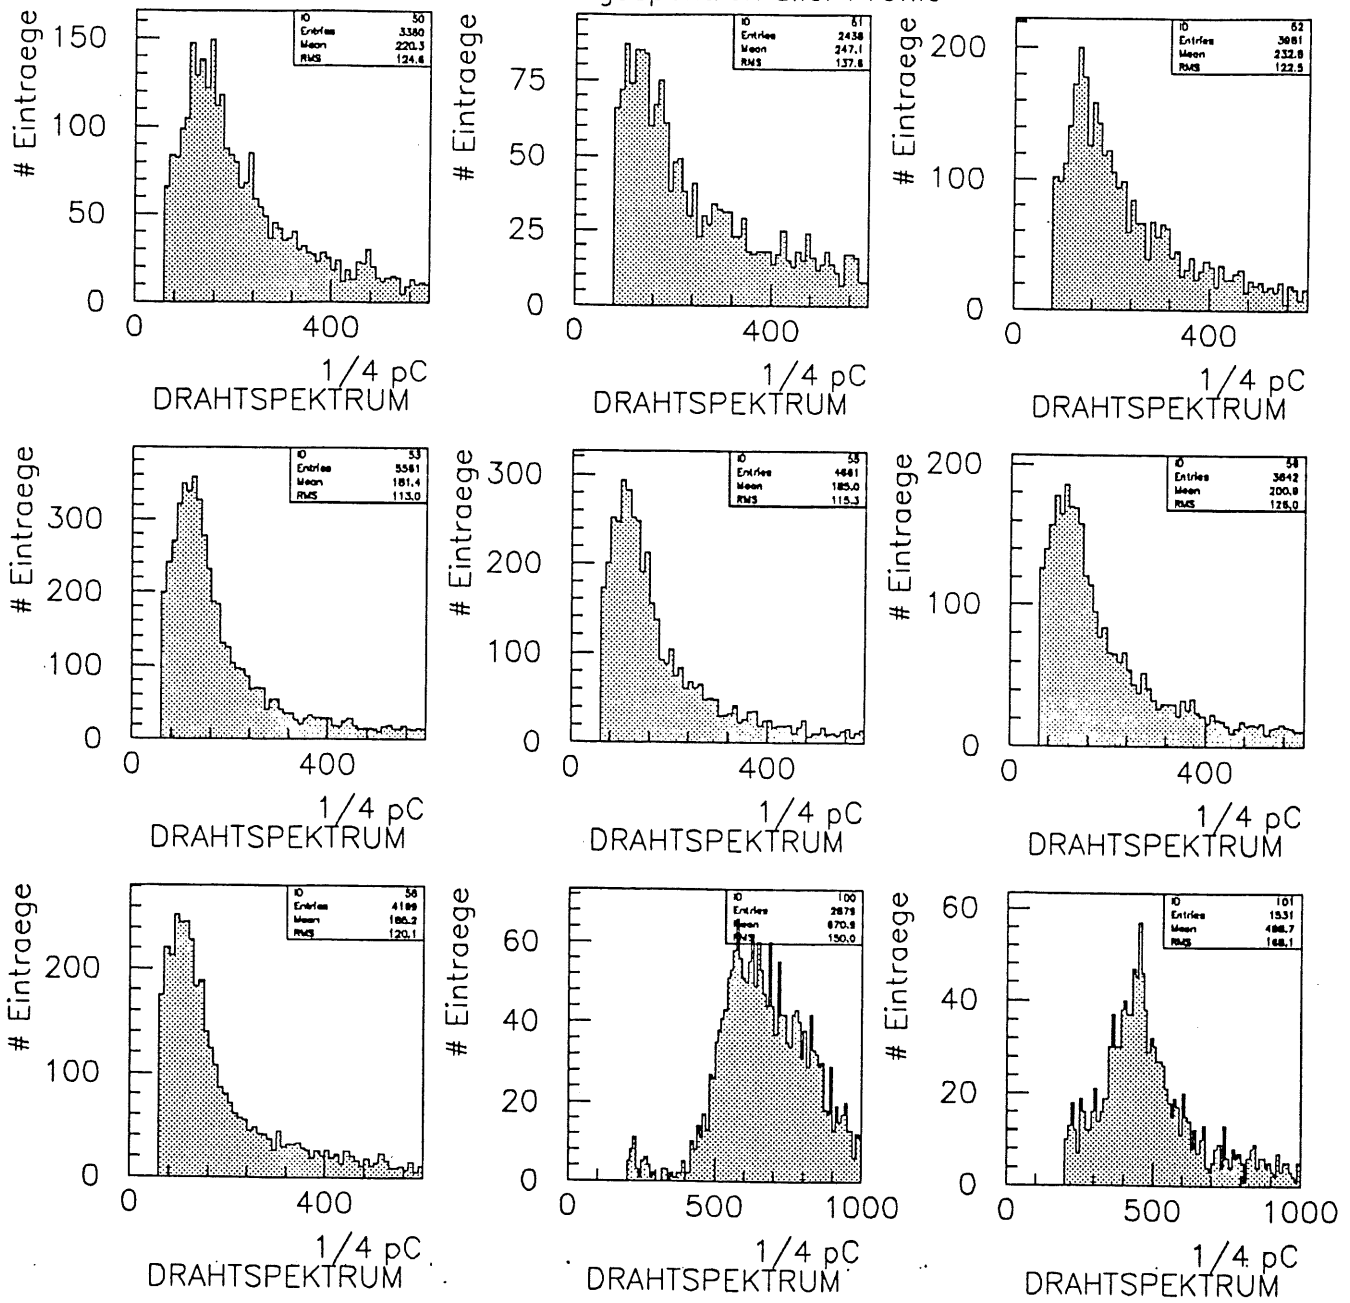 # Eintraege
150
100
50
0
ID 50
Entries 3380
Mean 220.3
RMS 124.6
0 400
1/4 pC
DRAHTSPEKTRUM
# Eintraege
75
50
25
0
ID 51
Entries 2438
Mean 247.1
RMS 137.6
0 400
1/4 pC
DRAHTSPEKTRUM
# Eintraege
200
100
0
ID 52
Entries
Mean 232.8
RMS 122.5
0 400
1/4 pC
DRAHTSPEKTRUM
# Eintraege
300
200
100
0
ID 53
Entries 5561
Mean 181.4
RMS 113.0
0 400
1/4 pC
DRAHTSPEKTRUM
# Eintraege
300
200
100
0
ID
Entries
Mean 185.0
RMS 115.3
0 400
1/4 pC
DRAHTSPEKTRUM
# Eintraege
200
100
0
ID
Entries 3642
Mean
RMS
0 400
1/4 pC
DRAHTSPEKTRUM
# Eintraege
200
100
0
ID
Entries 4199
Mean 186.2
RMS 120.1
0 400
1/4 pC
DRAHTSPEKTRUM
# Eintraege
60
40
20
0
ID 100
Entries
Mean
RMS 150.0
0 500 1000
1/4 pC
DRAHTSPEKTRUM
# Eintraege
60
40
20
0
ID 101
Entries 1531
Mean
RMS 168.1
0 500 1000
1/4 pC
DRAHTSPEKTRUM